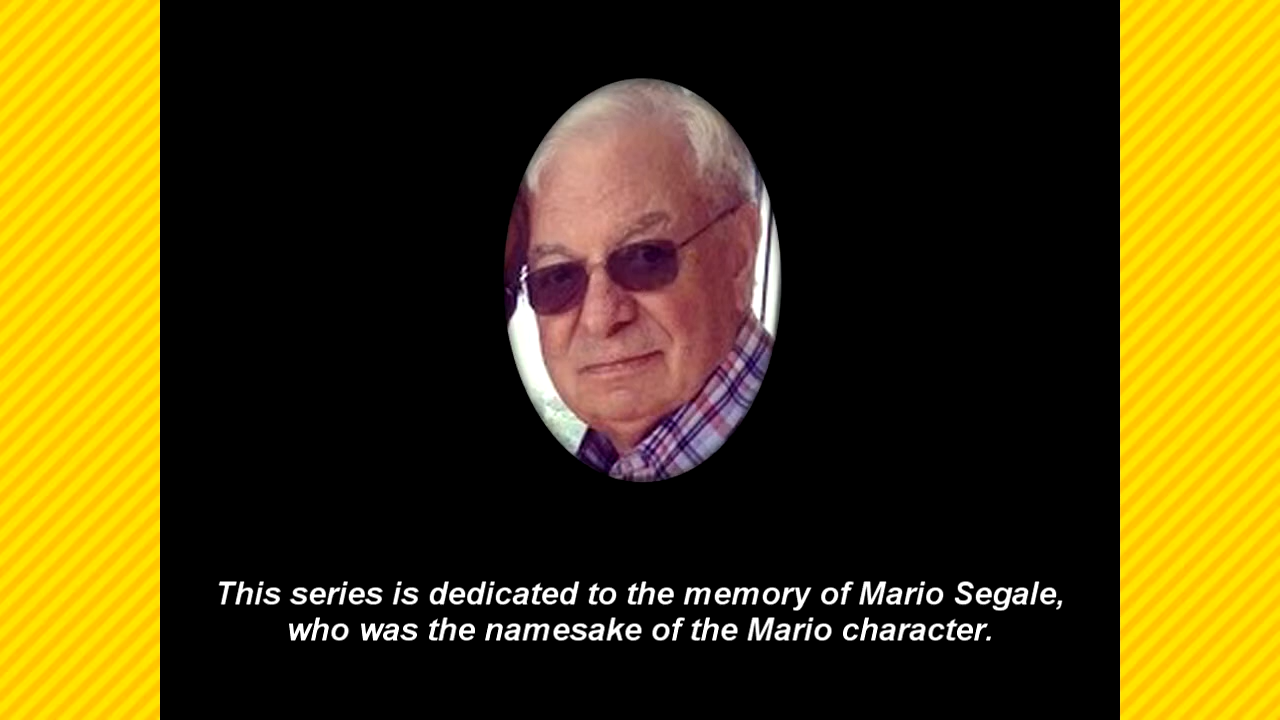 This series is dedicated to the memory of Mario Segale,
who was the namesake of the Mario character.